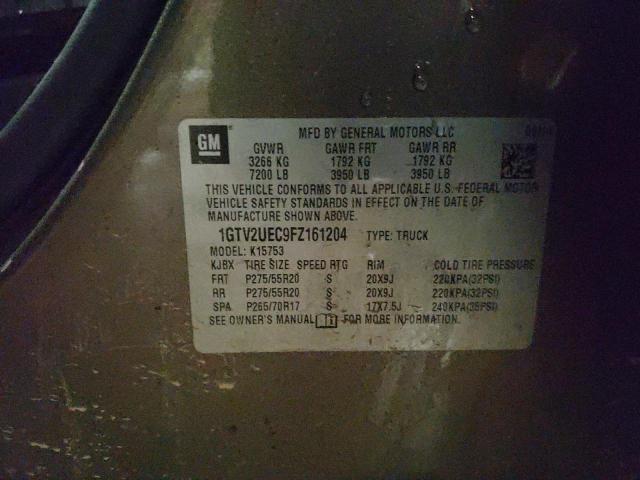 GM
MFD BY GENERAL MOTORS LLC
GVWR GAWR FRT GAWR RR
3266 KG 1792 KG 1792 KG
7200 LB 3950 LB 3950 LB
THIS VEHICLE CONFORMS TO ALL APPLICABLE U.S. FEDERAL MOTOR
VEHICLE SAFETY STANDARDS IN EFFECT ON THE DATE OF
MANUFACTURE SHOWN ABOVE.
1GTV2UEC9FZ161204 TYPE: TRUCK
MODEL: K15753
KJBX TIRE SIZE SPEED RTG RIM COLD TIRE PRESSURE
FRT P275/55R20 S 20X9J 220KPA(32PSI)
RR P275/55R20 S 20X9J 220KPA(32PSI)
SPA P265/70R17 S 17X7.5J 240KPA(35PSI)
SEE OWNER'S MANUAL FOR MORE INFORMATION.